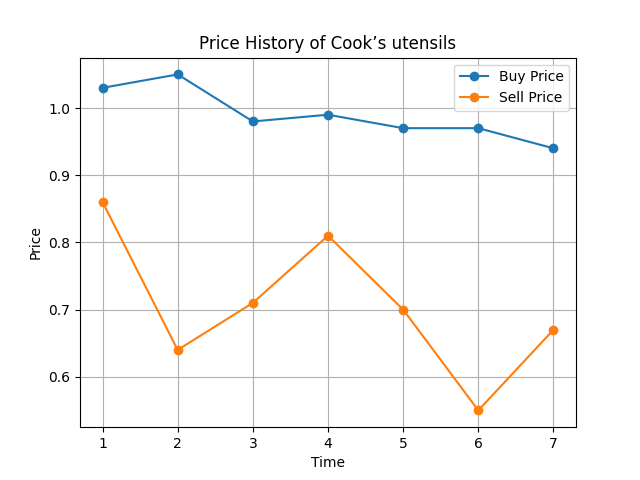 Price History of Cook’s utensils
Buy Price
Sell Price
1.0
0.9
0.8
0.7
0.6
Price
1 2 3 4 5 6 7
Time